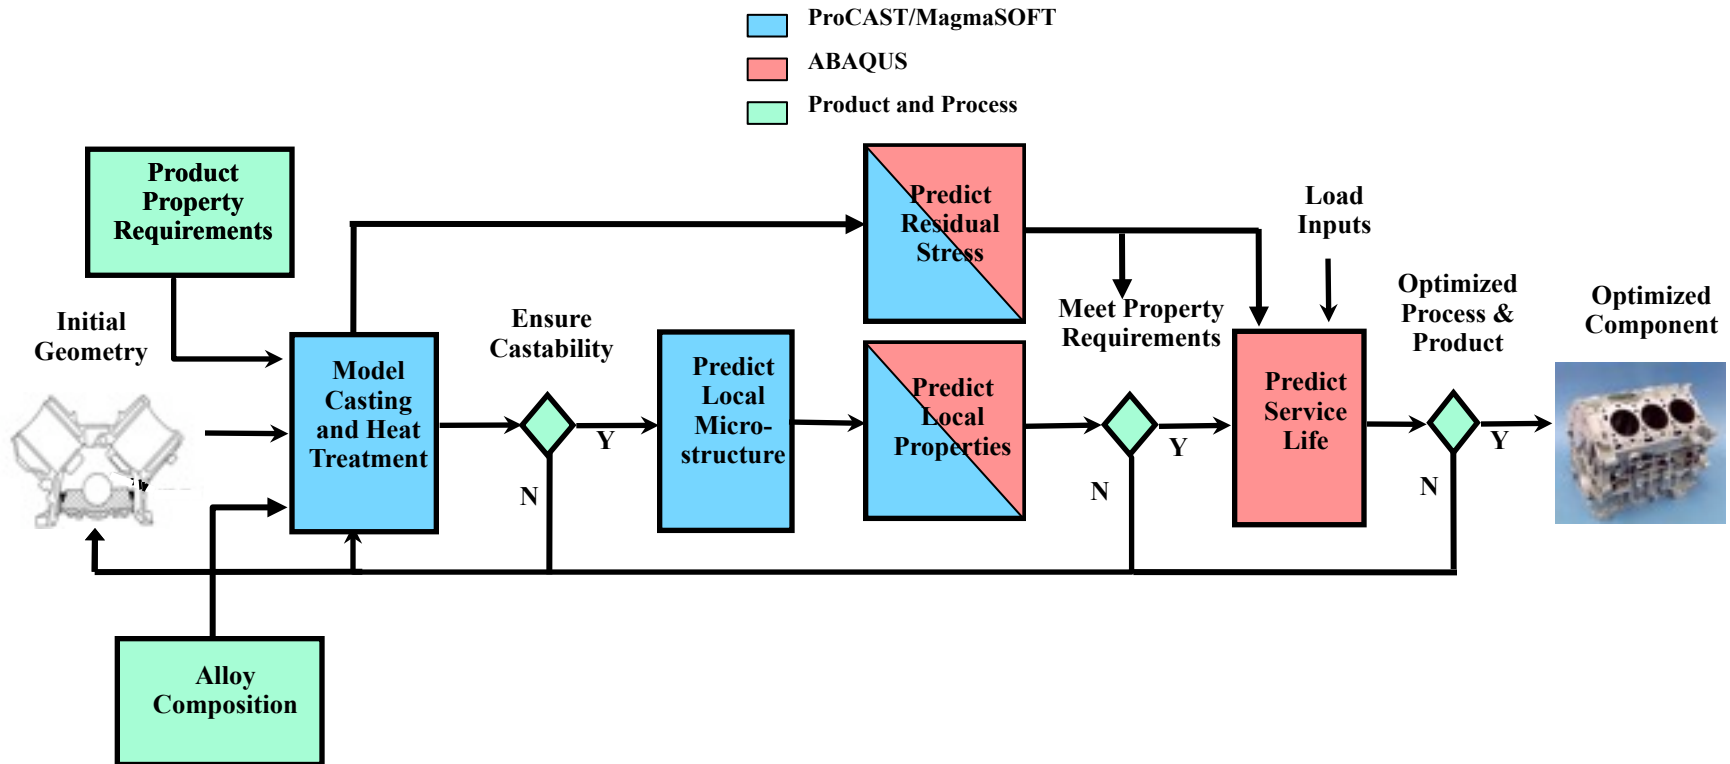 ProCAST/MagmaSOFT
ABAQUS
Product and Process
Product
Property
Requirements
Predict
Residual
Stress
Load
Inputs
Initial
Geometry
Ensure
Castability
Meet Property
Requirements
Optimized
Process &
Product
Optimized
Component
Model
Casting
and Heat
Treatment
Y
N
Predict
Local
Micro-
structure
Predict
Local
Properties
Y
N
Predict
Service
Life
Y
N
Alloy
Composition